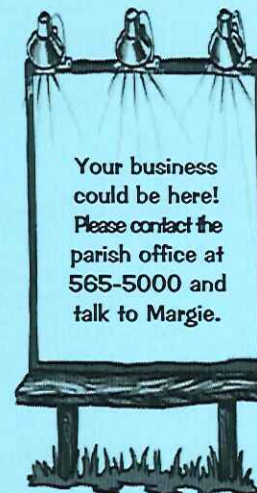 Your business
could be here!
Please contact the
parish office at
565-5000 and
talk to Margie.